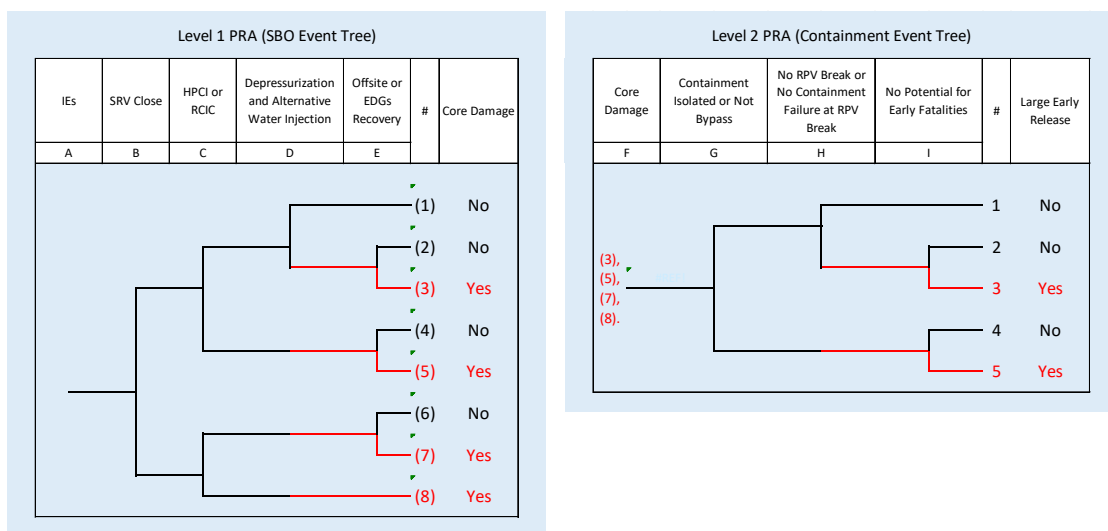 Level 1 PRA (SBO Event Tree)
IEs
SRV Close
HPCI or
RCIC
Depressurization
and Alternative
Water Injection
Offsite or
EDGs
Recovery
#
Core Damage
A
B
C
D
E
(1) No
(2) No
(3) Yes
(4) No
(5) Yes
(6) No
(7) Yes
(8) Yes
Level 2 PRA (Containment Event Tree)
Core
Damage
Containment
Isolated or Not
Bypass
No RPV Break or
No Containment
Failure at RPV
Break
No Potential for
Early Fatalities
#
Large Early
Release
F
G
H
I
(3),
(5),
(7),
(8).
1 No
2 No
3 Yes
4 No
5 Yes